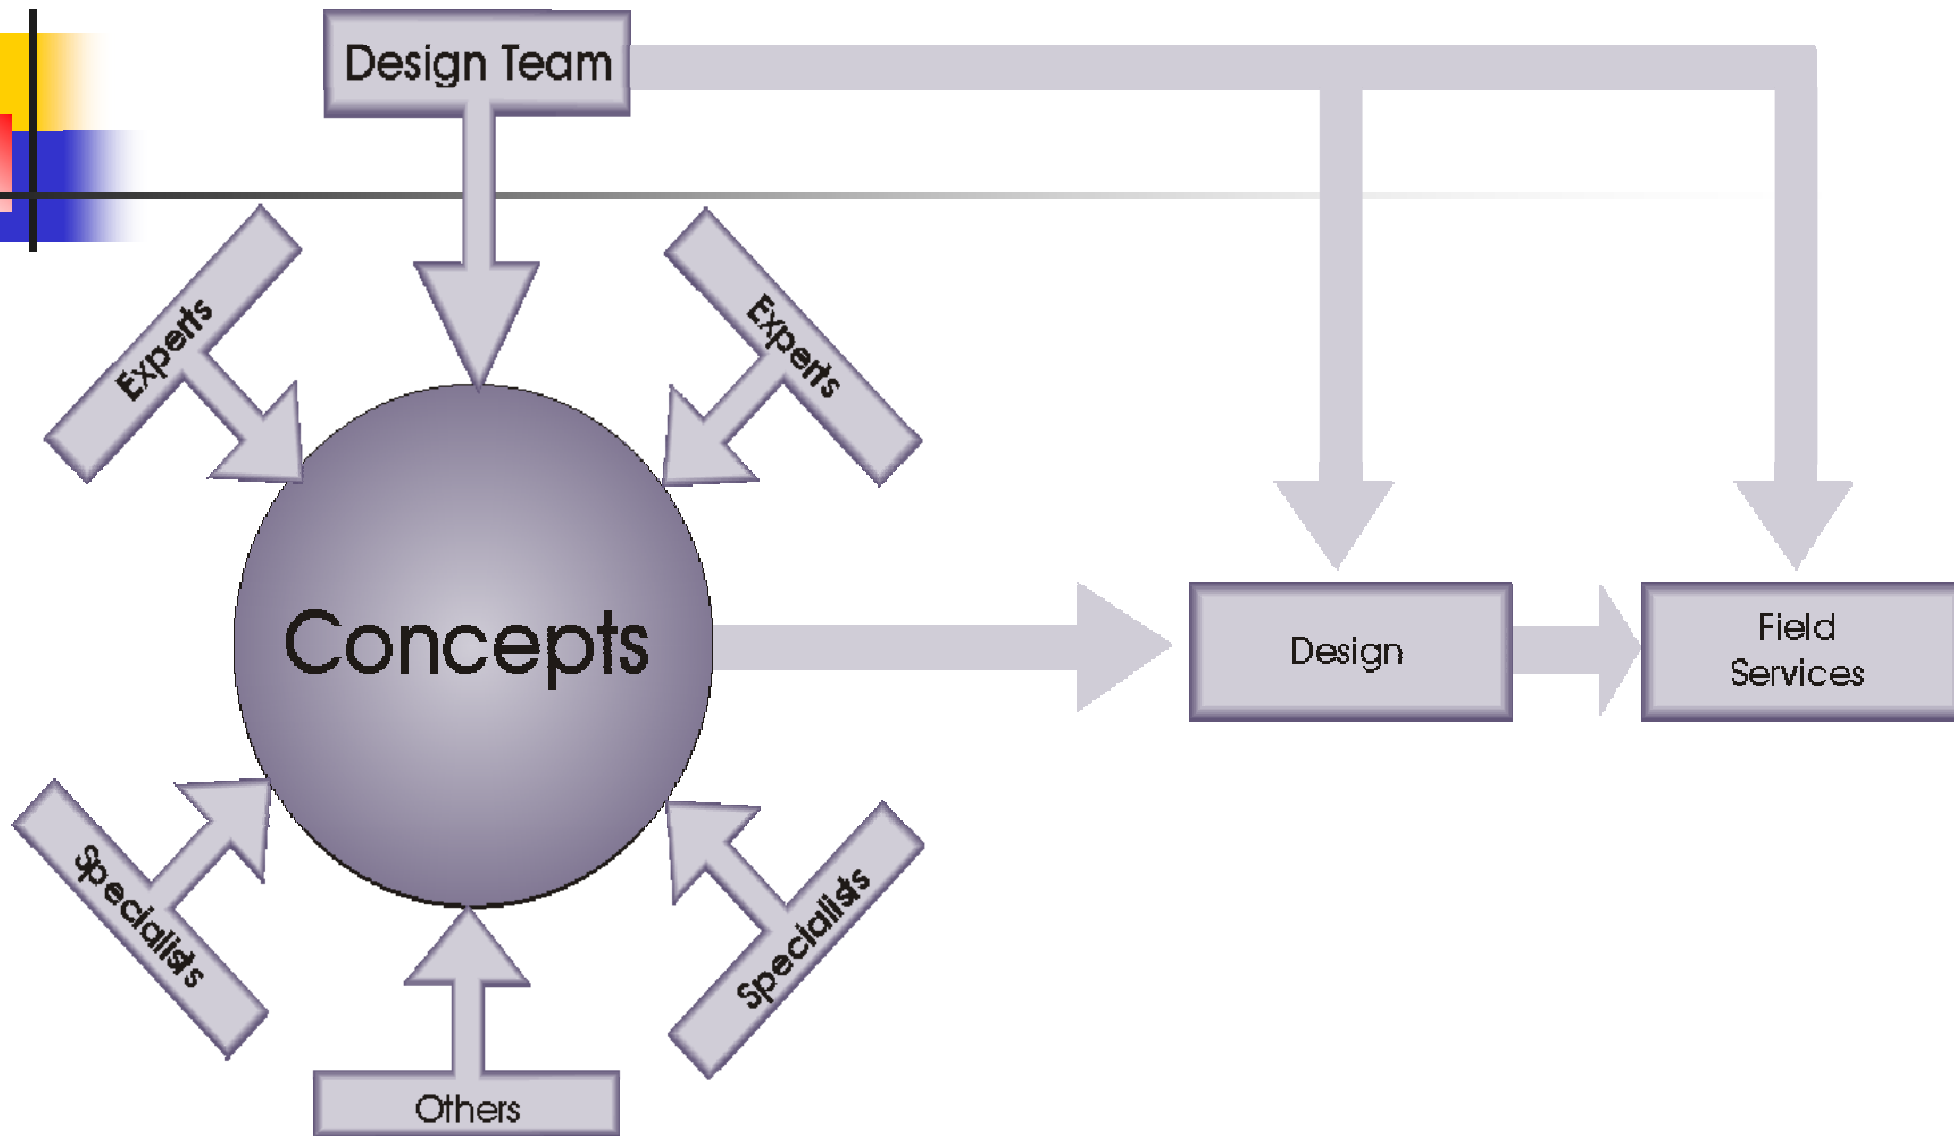 Design Team
Experts
Experts
Concepts
Design
Field
Services
Specialists
Specialists
Others